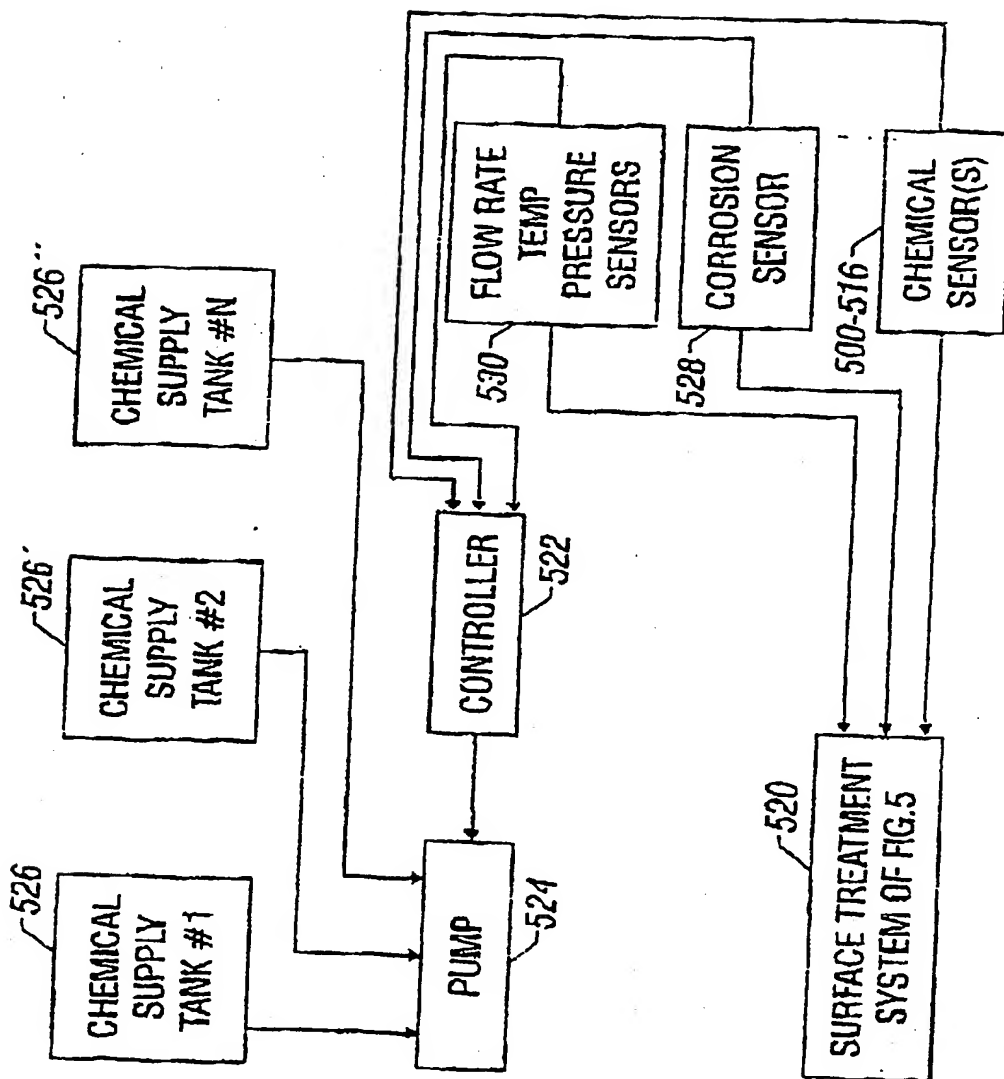 526
CHEMICAL
SUPPLY
TANK #1
526'
CHEMICAL
SUPPLY
TANK #2
526''
CHEMICAL
SUPPLY
TANK #N
PUMP
524
CONTROLLER
522
FLOW RATE
TEMP
PRESSURE
SENSORS
530
CORROSION
SENSOR
528
500-516
CHEMICAL
SENSOR(S)
520
SURFACE TREATMENT
SYSTEM OF FIG.5